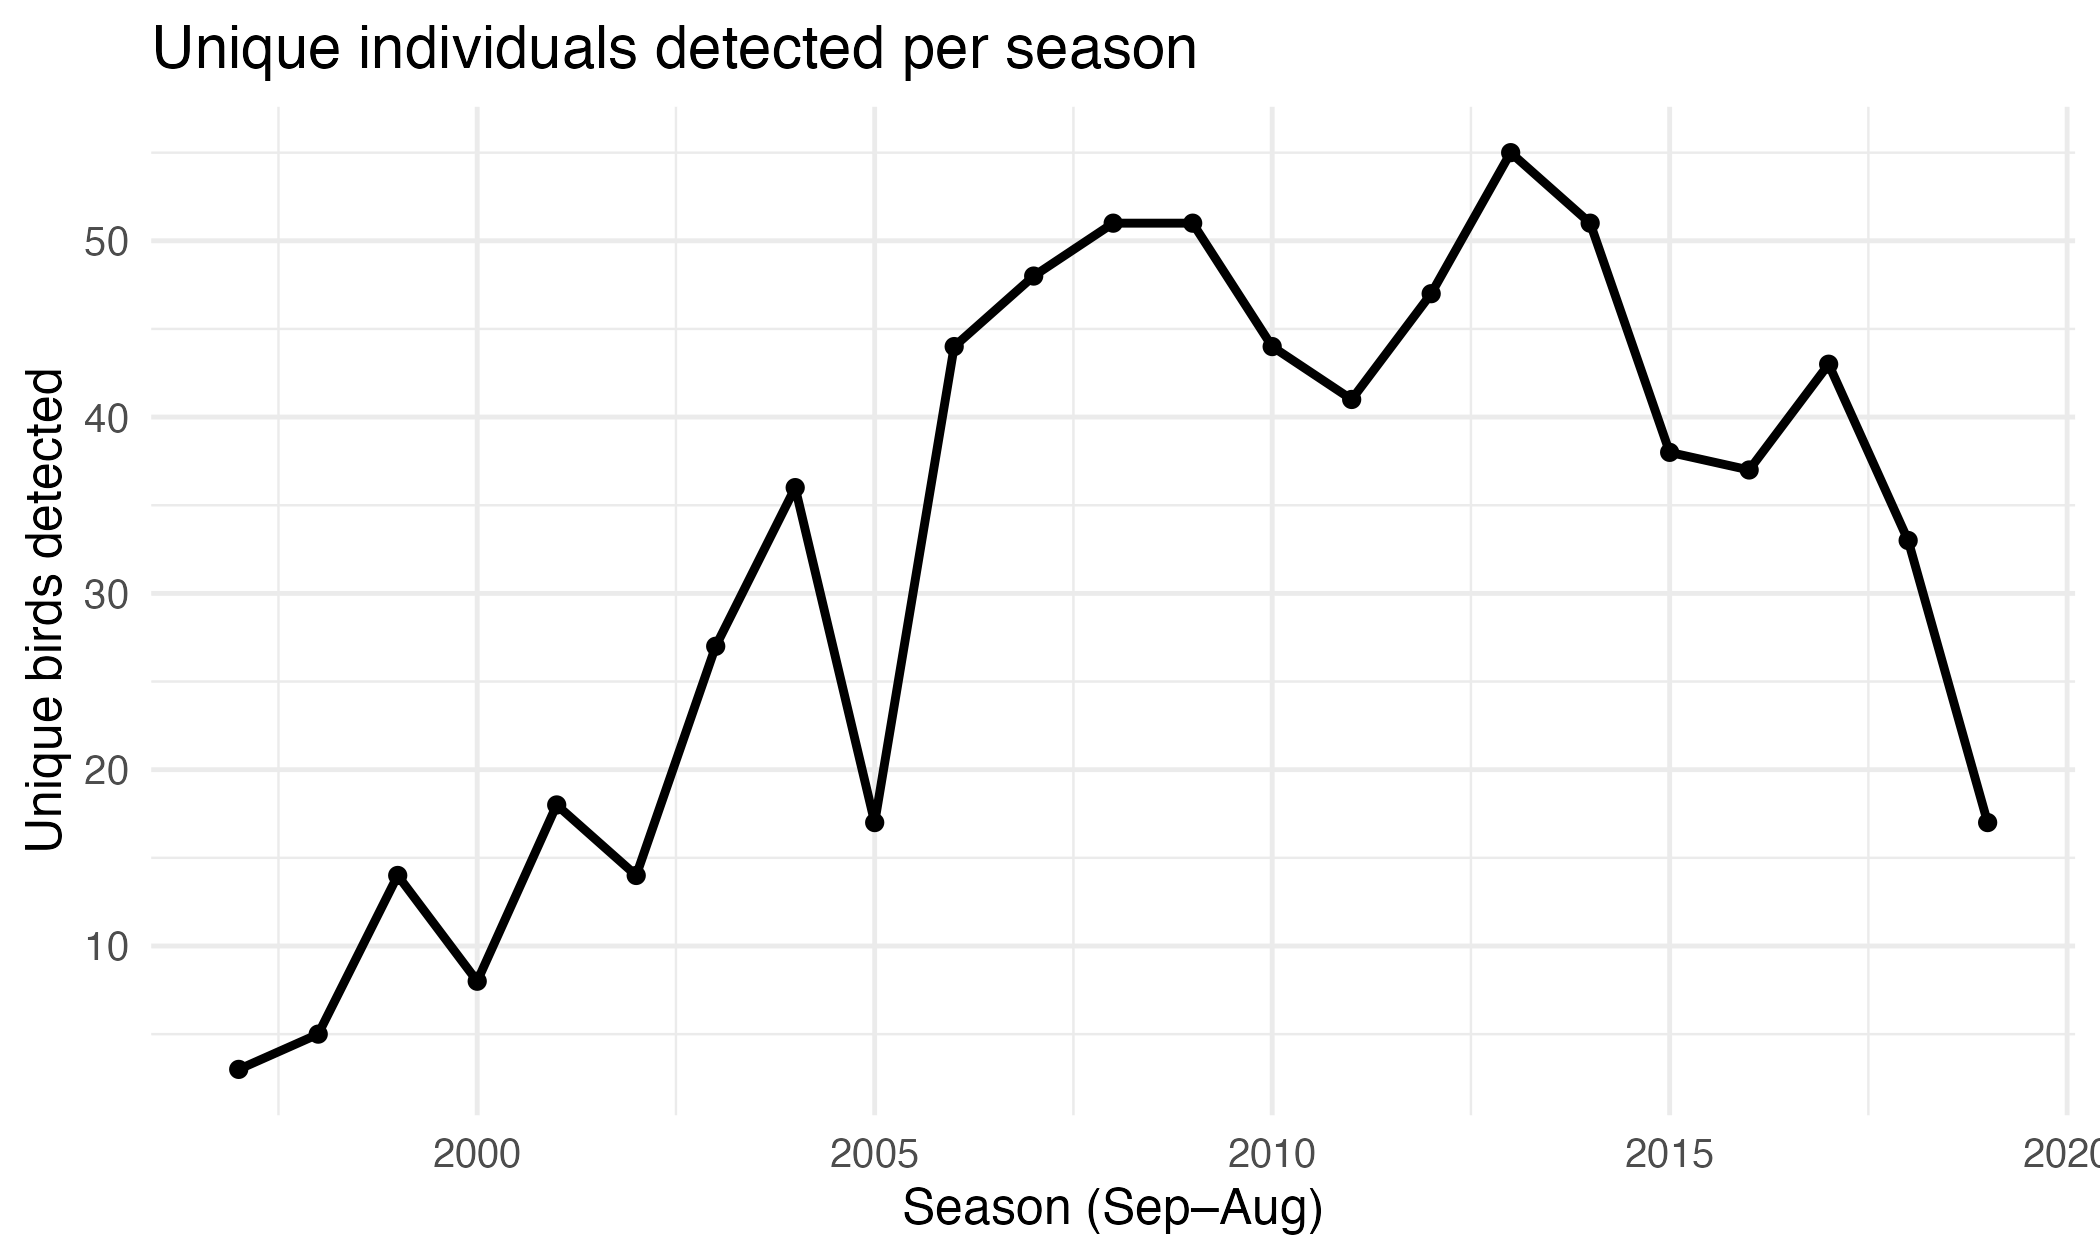 Unique individuals detected per season
Unique birds detected
50
40
30
20
10
2000 2005 2010 2015 2020
Season (Sep–Aug)